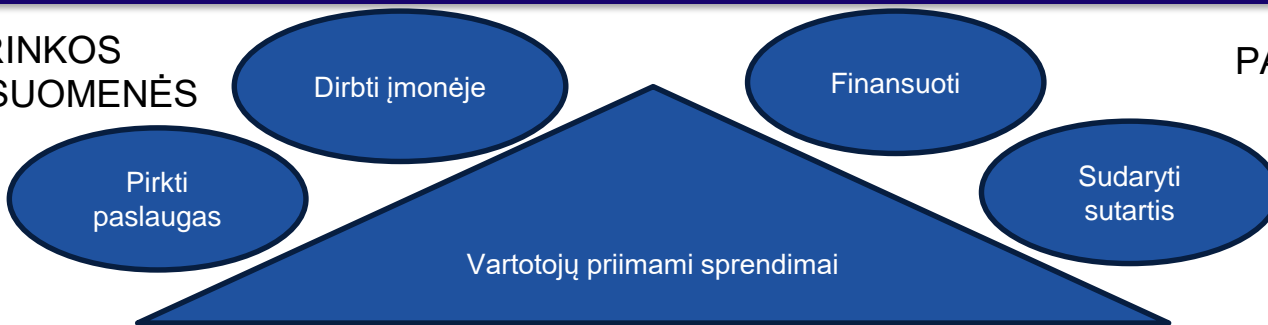 RINKOS
SUOMENĖS
Dirbti įmonėje
Finansuoti
PA
Pirkti
paslaugas
Sudaryti
sutartis
Vartotojų priimami sprendimai